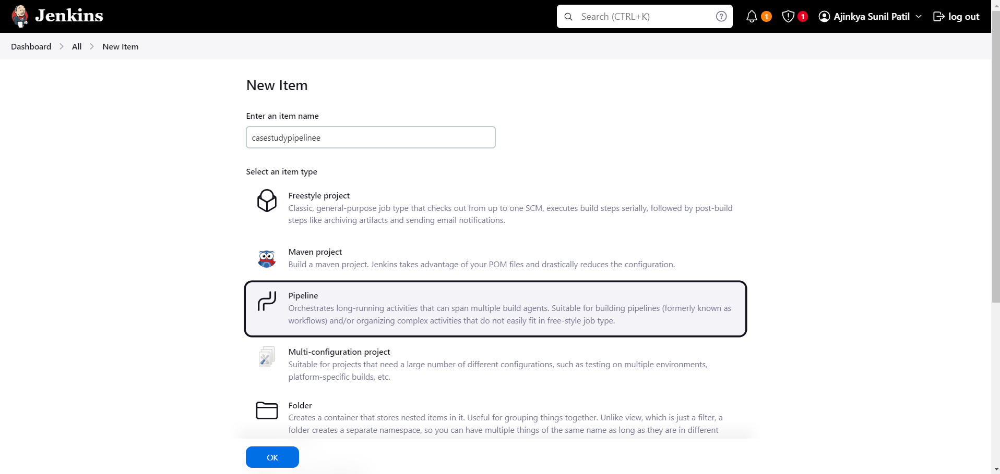 Jenkins
Search (CTRL+K)
?
1
1
Ajinkya Sunil Patil
log out
Dashboard
All
New Item
New Item
Enter an item name
casestudypipelinee
Select an item type
Freestyle project
Classic, general-purpose job type that checks out from up to one SCM, executes build steps serially, followed by post-build
steps like archiving artifacts and sending email notifications.
Maven project
Build a maven project. Jenkins takes advantage of your POM files and drastically reduces the configuration.
Pipeline
Orchestrates long-running activities that can span multiple build agents. Suitable for building pipelines (formerly known as
workflows) and/or organizing complex activities that do not easily fit in free-style job type.
Multi-configuration project
Suitable for projects that need a large number of different configurations, such as testing on multiple environments,
platform-specific builds, etc.
Folder
Creates a container that stores nested items in it. Useful for grouping things together. Unlike view, which is just a filter, a
folder creates a separate namespace, so you can have multiple things of the same name as long as they are in different
OK